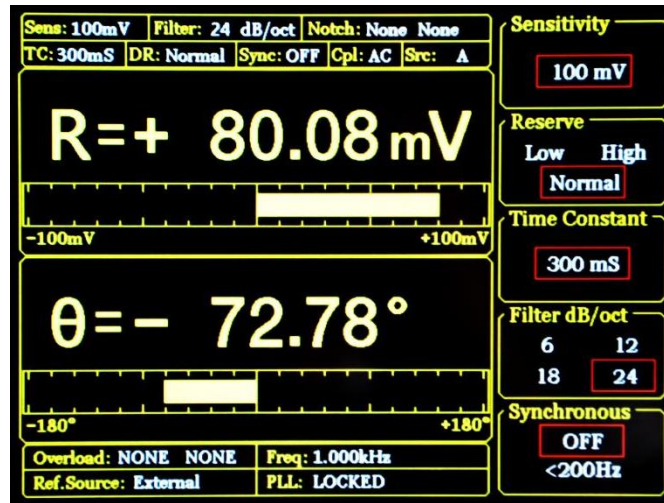 Sens: 100mV Filter: 24 dB/oct Notch: None None
TC: 300mS DR: Normal Sync: OFF Cpl: AC Src: A
R=+ 80.08 mV
-100mV +100mV
θ=- 72.78°
-180° +180°
Overload: NONE NONE Freq: 1.000kHz
Ref.Source: External PLL: LOCKED
Sensitivity
100 mV
Reserve
Low High
Normal
Time Constant
300 mS
Filter dB/oct
6 12
18 24
Synchronous
OFF
<200Hz